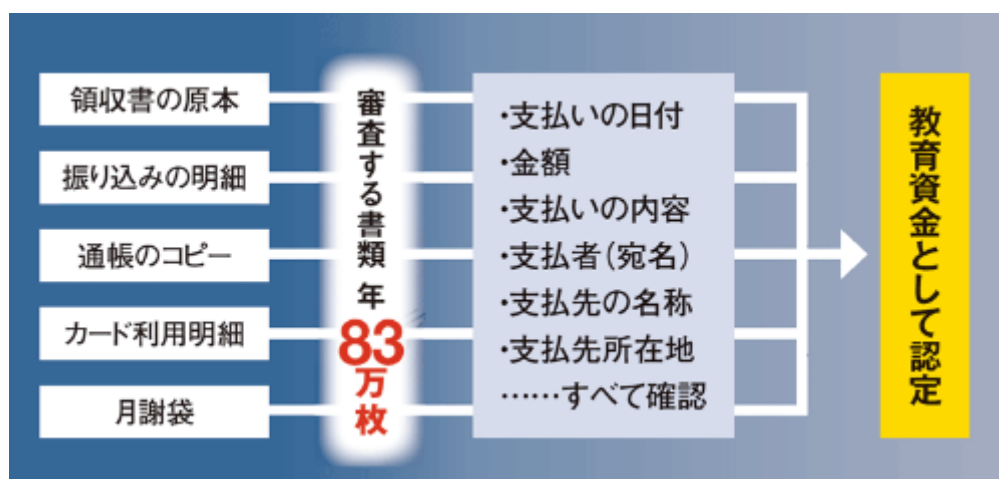 領収書の原本
振り込みの明細
通帳のコピー
カード利用明細
月謝袋
審査する書類 年83万枚
・支払いの日付
・金額
・支払いの内容
・支払者(宛名)
・支払先の名称
・支払先所在地
……すべて確認
教育資金として認定